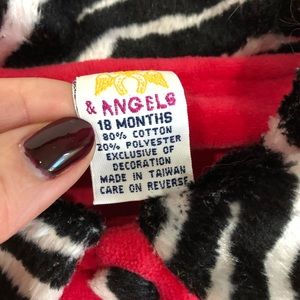 & ANGELS
18 MONTHS
80% COTTON
20% POLYESTER
EXCLUSIVE OF
DECORATION
MADE IN TAIWAN
CARE ON REVERSE